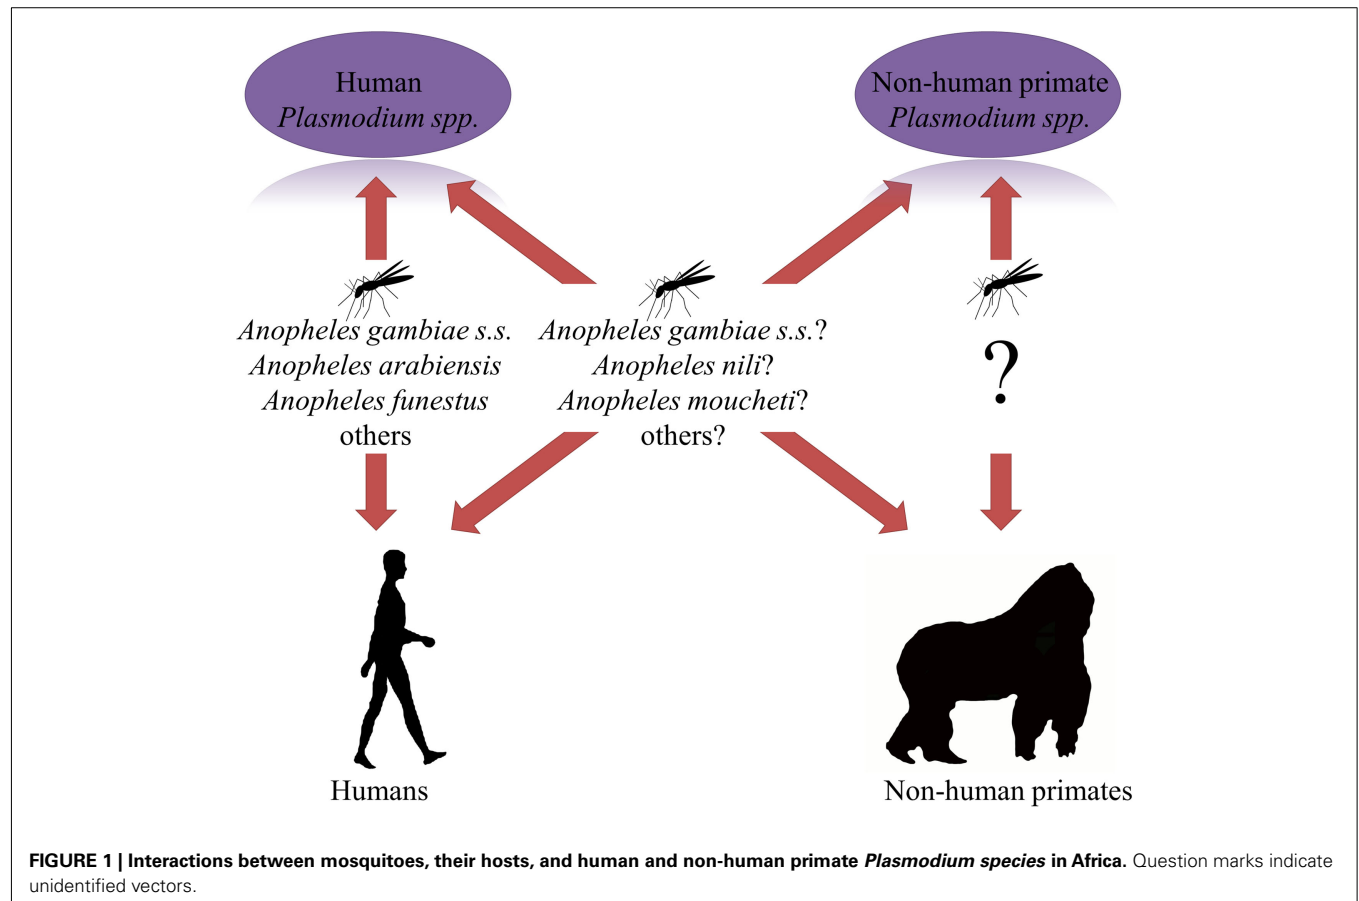 Human
Plasmodium spp.
Non-human primate
Plasmodium spp.
Anopheles gambiae s.s.
Anopheles arabiensis
Anopheles funestus
others
Anopheles gambiae s.s.?
Anopheles nili?
Anopheles moucheti?
others?
?
Humans
Non-human primates
FIGURE 1 | Interactions between mosquitoes, their hosts, and human and non-human primate Plasmodium species in Africa. Question marks indicate
unidentified vectors.